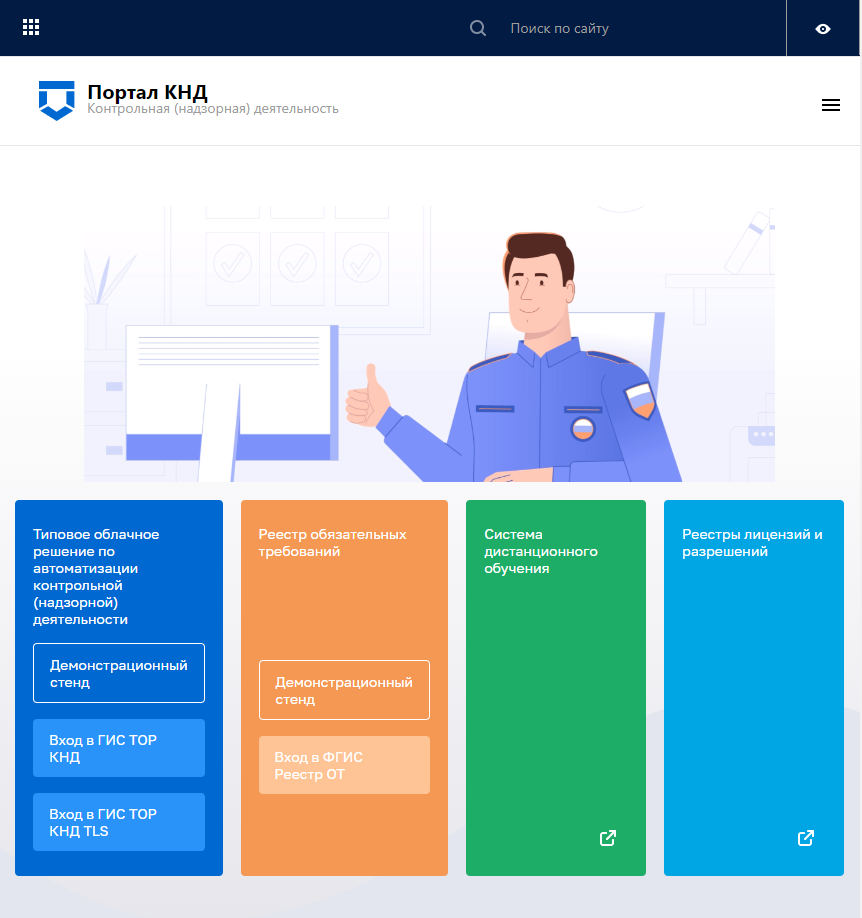 Поиск по сайту
Портал КНД
Контрольная (надзорная) деятельность
Типовое облачное
решение по
автоматизации
контрольной
(надзорной)
деятельности
Демонстрационный
стенд
Вход в ГИС ТОР
КНД
Вход в ГИС ТОР
КНД TLS
Реестр обязательных
требований
Демонстрационный
стенд
Вход в ФГИС
Реестр ОТ
Система
дистанционного
обучения
Реестры лицензий и
разрешений